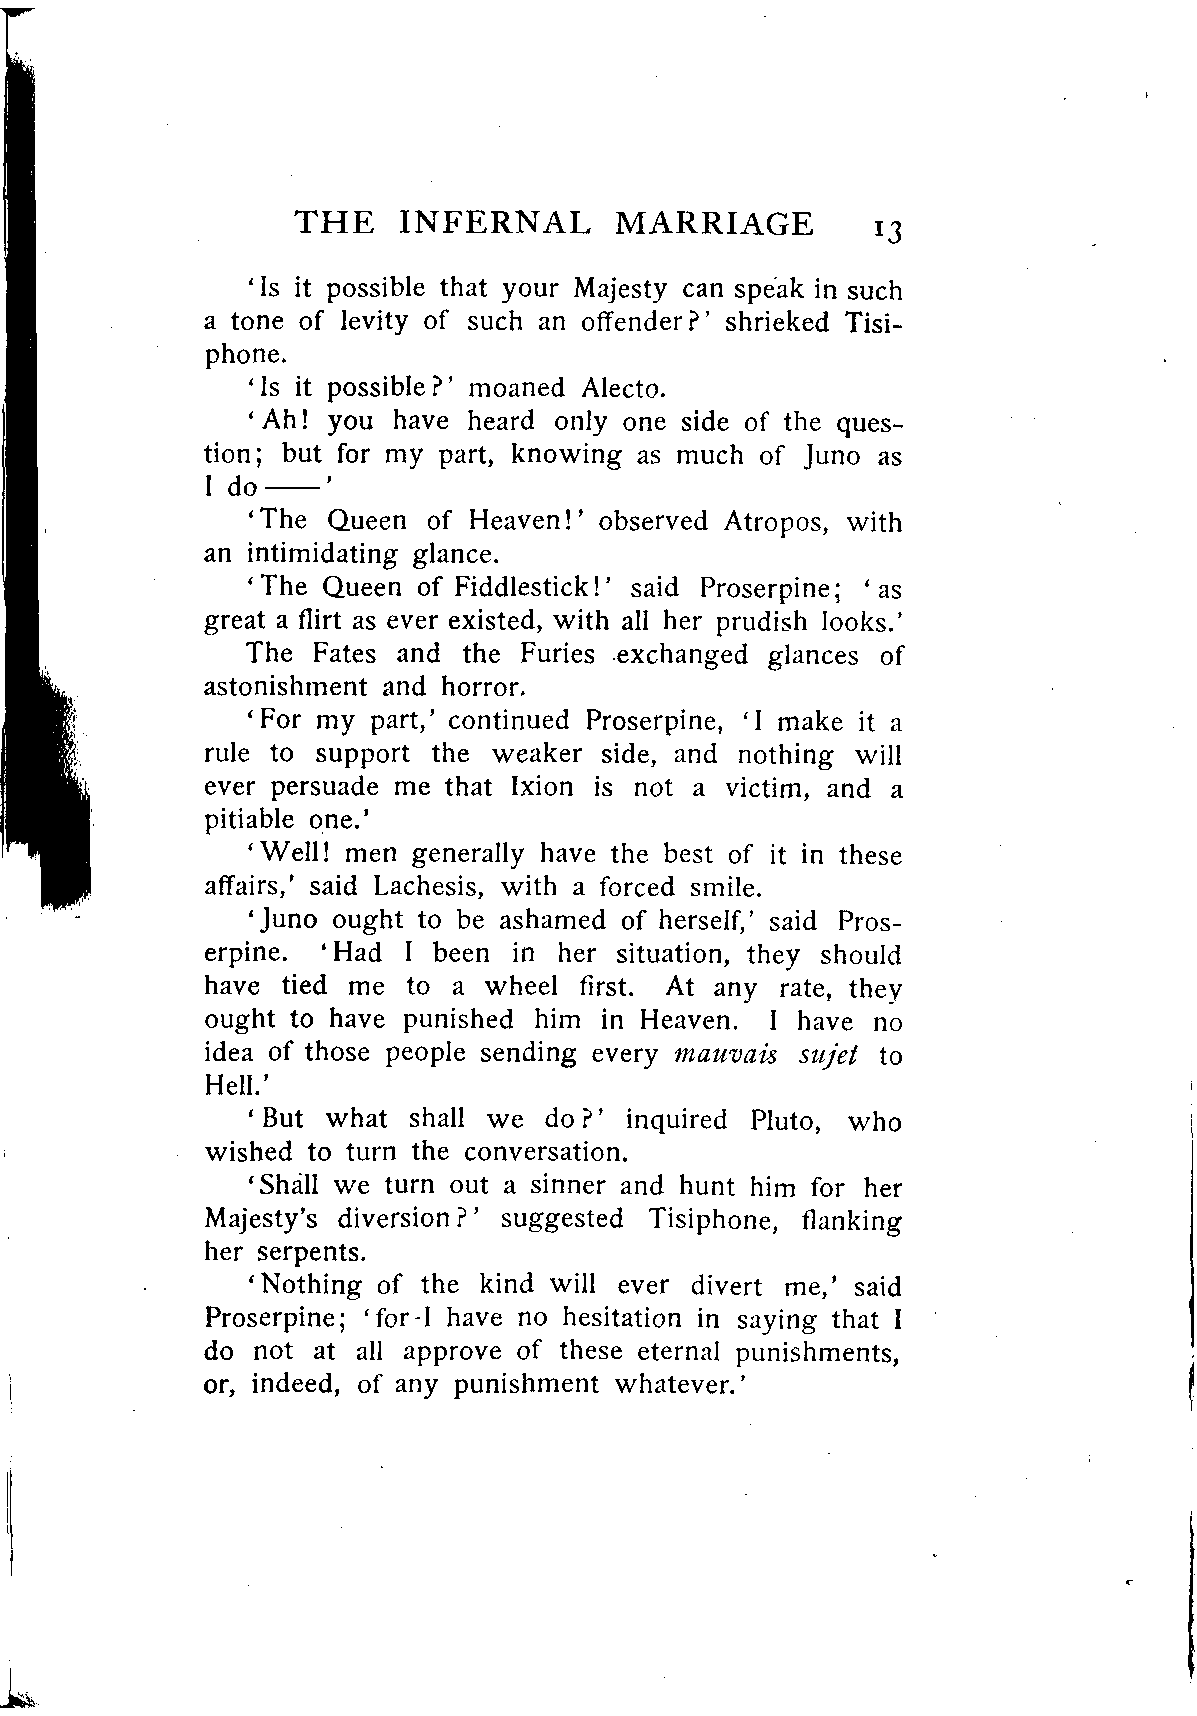 THE INFERNAL MARRIAGE 13
‘Is it possible that your Majesty can speak in such
a tone of levity of such an offender?’ shrieked Tisi-
phone.
‘Is it possible?’ moaned Alecto.
‘Ah! you have heard only one side of the ques-
tion; but for my part, knowing as much of Juno as
I do——’
‘The Queen of Heaven!’ observed Atropos, with
an intimidating glance.
‘The Queen of Fiddlestick!’ said Proserpine; ‘as
great a flirt as ever existed, with all her prudish looks.’
The Fates and the Furies exchanged glances of
astonishment and horror.
‘For my part,’ continued Proserpine, ‘I make it a
rule to support the weaker side, and nothing will
ever persuade me that Ixion is not a victim, and a
pitiable one.’
‘Well! men generally have the best of it in these
affairs,’ said Lachesis, with a forced smile.
‘Juno ought to be ashamed of herself,’ said Pros-
erpine. ‘Had I been in her situation, they should
have tied me to a wheel first. At any rate, they
ought to have punished him in Heaven. I have no
idea of those people sending every mauvais sujet to
Hell.’
‘But what shall we do?’ inquired Pluto, who
wished to turn the conversation.
‘Shall we turn out a sinner and hunt him for her
Majesty's diversion?’ suggested Tisiphone, flanking
her serpents.
‘Nothing of the kind will ever divert me,’ said
Proserpine; ‘for I have no hesitation in saying that I
do not at all approve of these eternal punishments,
or, indeed, of any punishment whatever.’